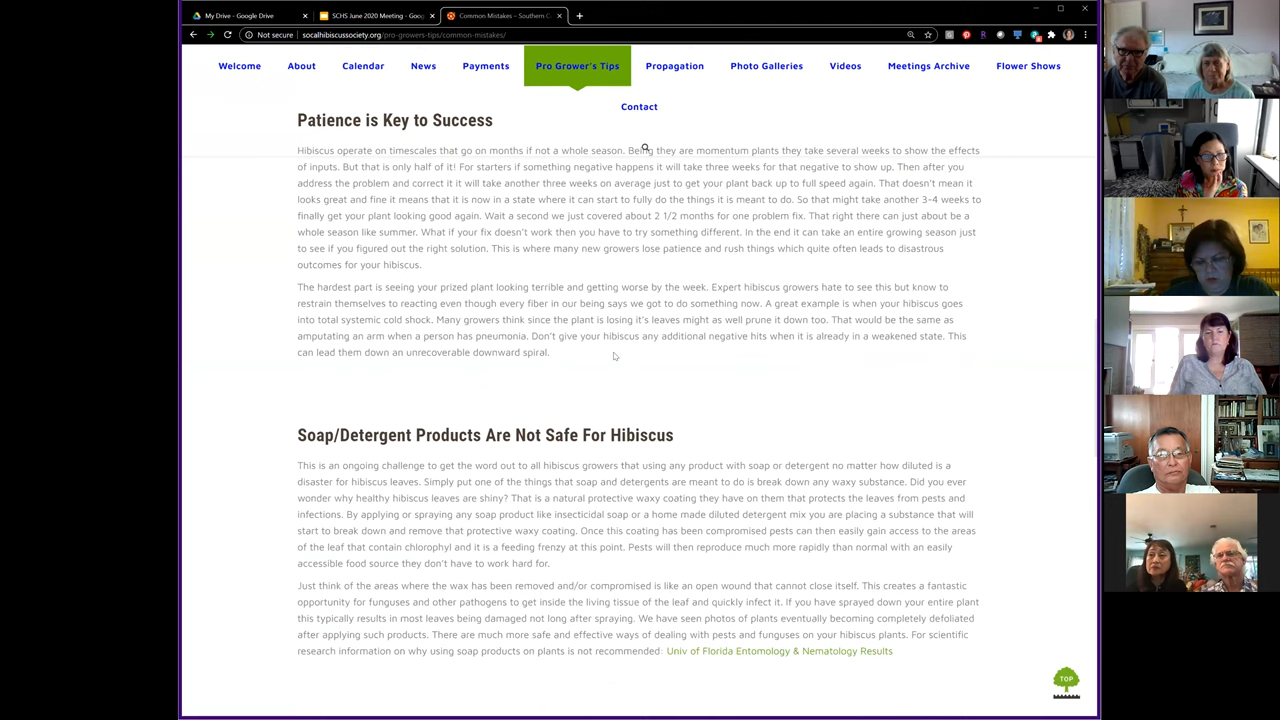 My Drive - Google Drive
SCHS June 2020 Meeting - Goog
Common Mistakes – Southern C
Not secure | socalhibiscussociety.org/pro-growers-tips/common-mistakes/
Welcome About Calendar News Payments Pro Grower's Tips Propagation Photo Galleries Videos Meetings Archive Flower Shows
Contact
Patience is Key to Success
Hibiscus operate on timescales that go on months if not a whole season. Being they are momentum plants they take several weeks to show the effects
of inputs. But that is only half of it! For starters if something negative happens it will take three weeks for that negative to show up. Then after you
address the problem and correct it it will take another three weeks on average just to get your plant back up to full speed again. That doesn't mean it
looks great and fine it means that it is now in a state where it can start to fully do the things it is meant to do. So that might take another 3-4 weeks to
finally get your plant looking good again. Wait a second we just covered about 2 1/2 months for one problem fix. That right there can just about be a
whole season like summer. What if your fix doesn't work then you have to try something different. In the end it can take an entire growing season just
to see if you figured out the right solution. This is where many new growers lose patience and rush things which quite often leads to disastrous
outcomes for your hibiscus.
The hardest part is seeing your prized plant looking terrible and getting worse by the week. Expert hibiscus growers hate to see this but know to
restrain themselves to reacting even though every fiber in our being says we got to do something now. A great example is when your hibiscus goes
into total systemic cold shock. Many growers think since the plant is losing it's leaves might as well prune it down too. That would be the same as
amputating an arm when a person has pneumonia. Don't give your hibiscus any additional negative hits when it is already in a weakened state. This
can lead them down an unrecoverable downward spiral.
Soap/Detergent Products Are Not Safe For Hibiscus
This is an ongoing challenge to get the word out to all hibiscus growers that using any product with soap or detergent no matter how diluted is a
disaster for hibiscus leaves. Simply put one of the things that soap and detergents are meant to do is break down any waxy substance. Did you ever
wonder why healthy hibiscus leaves are shiny? That is a natural protective waxy coating they have on them that protects the leaves from pests and
infections. By applying or spraying any soap product like insecticidal soap or a home made diluted detergent mix you are placing a substance that will
start to break down and remove that protective waxy coating. Once this coating has been compromised pests can then easily gain access to the areas
of the leaf that contain chlorophyl and it is a feeding frenzy at this point. Pests will then reproduce much more rapidly than normal with an easily
accessible food source they don't have to work hard for.
Just think of the areas where the wax has been removed and/or compromised is like an open wound that cannot close itself. This creates a fantastic
opportunity for funguses and other pathogens to get inside the living tissue of the leaf and quickly infect it. If you have sprayed down your entire plant
this typically results in most leaves being damaged not long after spraying. We have seen photos of plants eventually becoming completely defoliated
after applying such products. There are much more safe and effective ways of dealing with pests and funguses on your hibiscus plants. For scientific
research information on why using soap products on plants is not recommended: Univ of Florida Entomology & Nematology Results
TOP